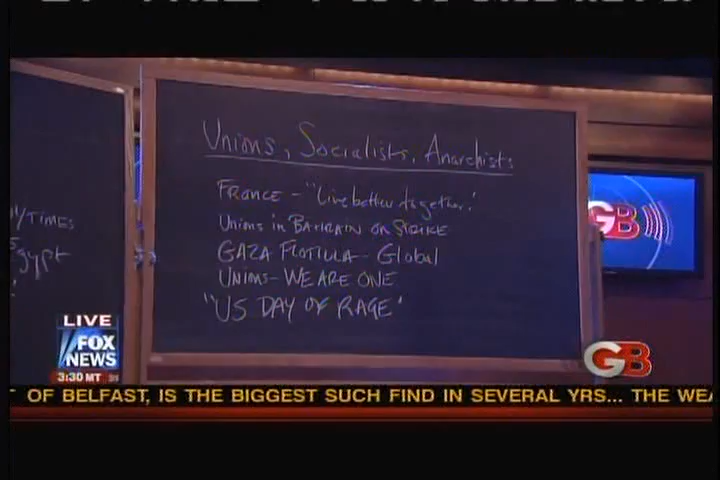 Unions, Socialists, Anarchists
FRANCE - "Live better together."
Unions in BAHRAIN on STRIKE
GAZA FLOTILLA - Global
Unions - WE ARE ONE
"US DAY OF RAGE"
/TIMES
gypt
GB
LIVE
FOX
NEWS
3:30 MT
GB
OF BELFAST, IS THE BIGGEST SUCH FIND IN SEVERAL YRS... THE WEA